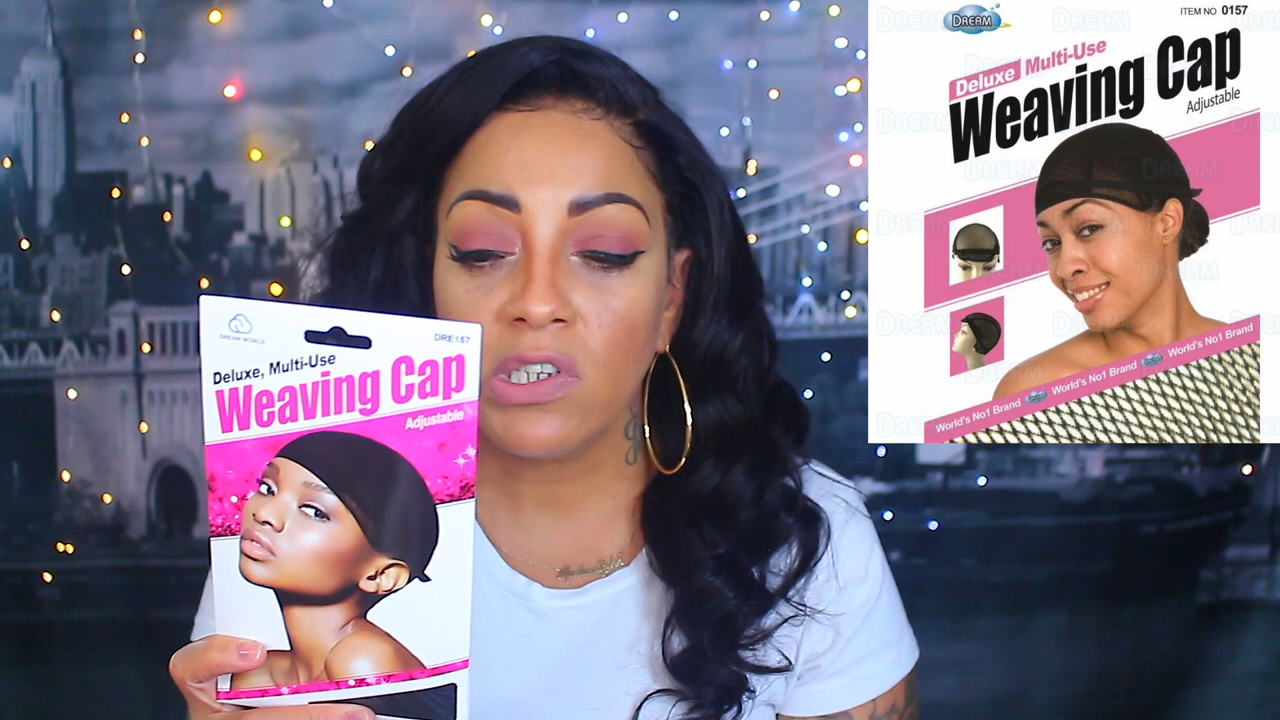 DREAM WORLD
DRE157
Deluxe, Multi-Use
Weaving Cap
Adjustable
DREAM
ITEM NO 0157
Deluxe Multi-Use
Weaving Cap
Adjustable
World's No1 Brand World's No1 Brand World's No1 Brand
DREAM